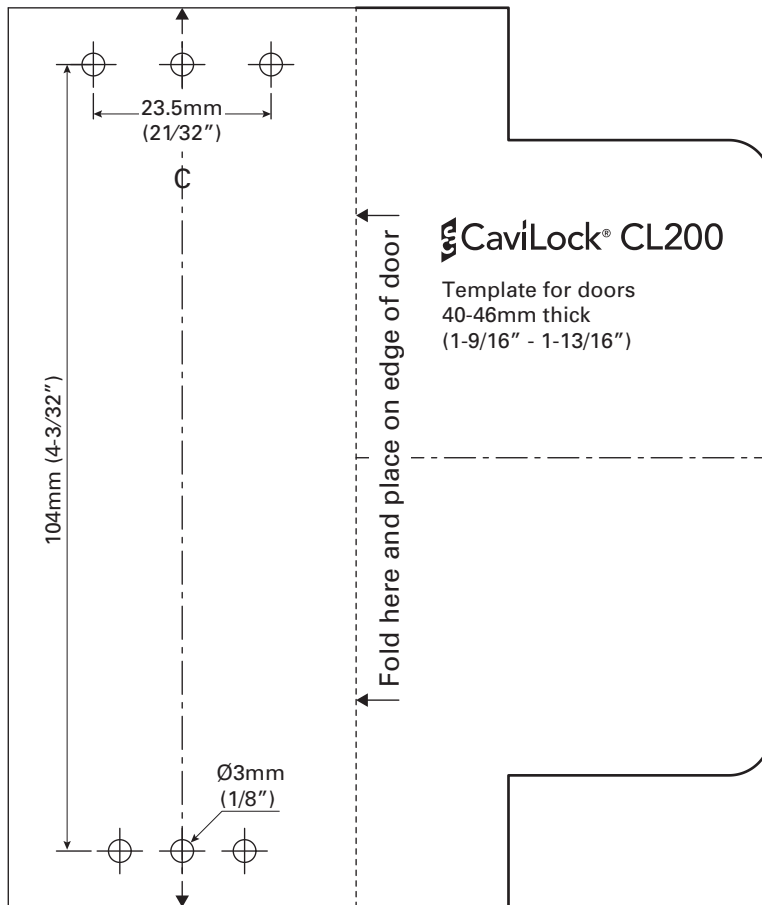 23.5mm
(21/32”)
℄
CaviLock® CL200
Template for doors
40-46mm thick
(1-9/16” - 1-13/16”)
Fold here and place on edge of door
104mm (4-3/32”)
Ø3mm
(1/8”)